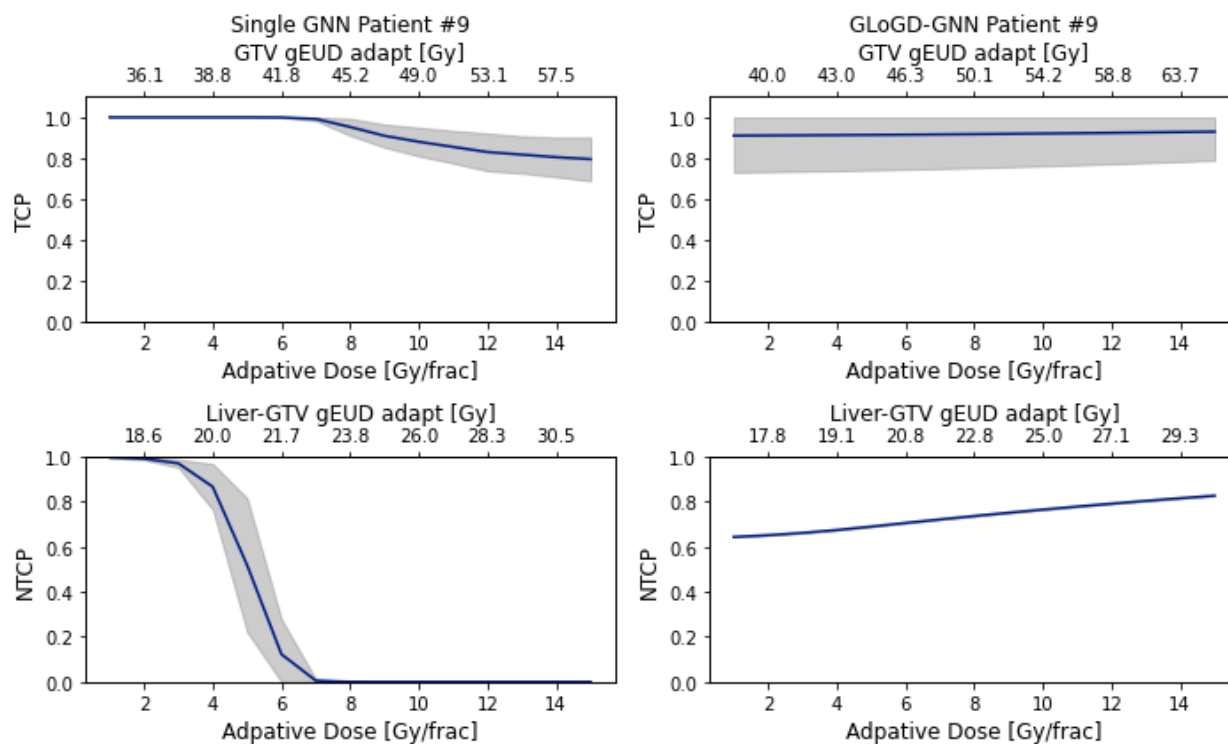 Single GNN Patient #9
GTV gEUD adapt [Gy]
36.1 38.8 41.8 45.2 49.0 53.1 57.5
1.0
0.8
0.6
0.4
0.2
0.0
TCP
2 4 6 8 10 12 14
Adpative Dose [Gy/frac]
GLoGD-GNN Patient #9
GTV gEUD adapt [Gy]
40.0 43.0 46.3 50.1 54.2 58.8 63.7
1.0
0.8
0.6
0.4
0.2
0.0
TCP
2 4 6 8 10 12 14
Adpative Dose [Gy/frac]
Liver-GTV gEUD adapt [Gy]
18.6 20.0 21.7 23.8 26.0 28.3 30.5
1.0
0.8
0.6
0.4
0.2
0.0
NTCP
2 4 6 8 10 12 14
Adpative Dose [Gy/frac]
Liver-GTV gEUD adapt [Gy]
17.8 19.1 20.8 22.8 25.0 27.1 29.3
1.0
0.8
0.6
0.4
0.2
0.0
NTCP
2 4 6 8 10 12 14
Adpative Dose [Gy/frac]